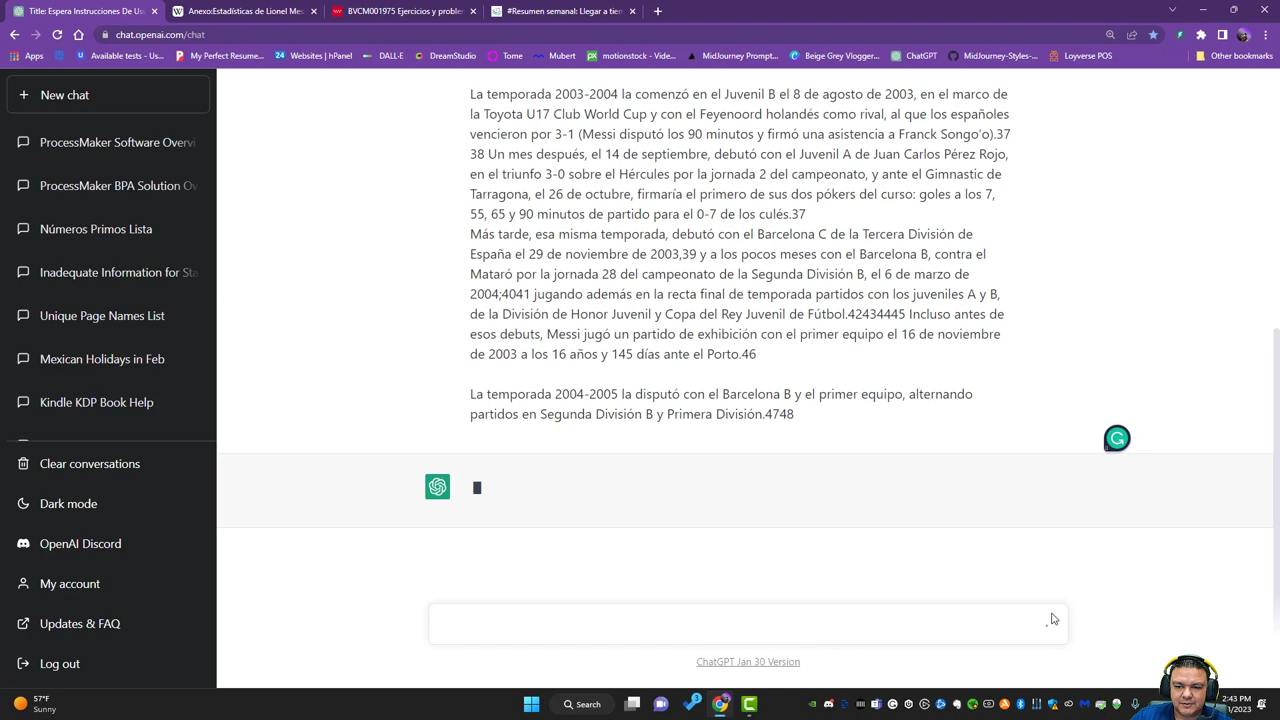 Title: Espera Instrucciones De Us
Anexo:Estadísticas de Lionel Mes
BVCM001975 Ejercicios y proble
#Resumen semanal: Llegar a tien
chat.openai.com/chat
Apps
Available tests - Us...
My Perfect Resume...
24 Websites | hPanel
DALL·E
DreamStudio
Tome
Mubert
motionstock - Vide...
MidJourney Prompt...
Beige Grey Vlogger...
ChatGPT
MidJourney-Styles-...
Loyverse POS
Other bookmarks
New chat
ProcessMaker Software Overvi
ProcessMaker BPA Solution Ov
Números Primos Lista
Inadequate Information for Sta
Unique Page Names List
Mexican Holidays in Feb
Kindle KDP Book Help
Clear conversations
Dark mode
OpenAI Discord
My account
Updates & FAQ
Log out
La temporada 2003-2004 la comenzó en el Juvenil B el 8 de agosto de 2003, en el marco de
la Toyota U17 Club World Cup y con el Feyenoord holandés como rival, al que los españoles
vencieron por 3-1 (Messi disputó los 90 minutos y firmó una asistencia a Franck Songo'o).37
38 Un mes después, el 14 de septiembre, debutó con el Juvenil A de Juan Carlos Pérez Rojo,
en el triunfo 3-0 sobre el Hércules por la jornada 2 del campeonato, y ante el Gimnastic de
Tarragona, el 26 de octubre, firmaría el primero de sus dos pókers del curso: goles a los 7,
55, 65 y 90 minutos de partido para el 0-7 de los culés.37
Más tarde, esa misma temporada, debutó con el Barcelona C de la Tercera División de
España el 29 de noviembre de 2003,39 y a los pocos meses con el Barcelona B, contra el
Mataró por la jornada 28 del campeonato de la Segunda División B, el 6 de marzo de
2004;4041 jugando además en la recta final de temporada partidos con los juveniles A y B,
de la División de Honor Juvenil y Copa del Rey Juvenil de Fútbol.42434445 Incluso antes de
esos debuts, Messi jugó un partido de exhibición con el primer equipo el 16 de noviembre
de 2003 a los 16 años y 145 días ante el Porto.46
La temporada 2004-2005 la disputó con el Barcelona B y el primer equipo, alternando
partidos en Segunda División B y Primera División.4748
ChatGPT Jan 30 Version
57°F
Sunny
Search
2:43 PM